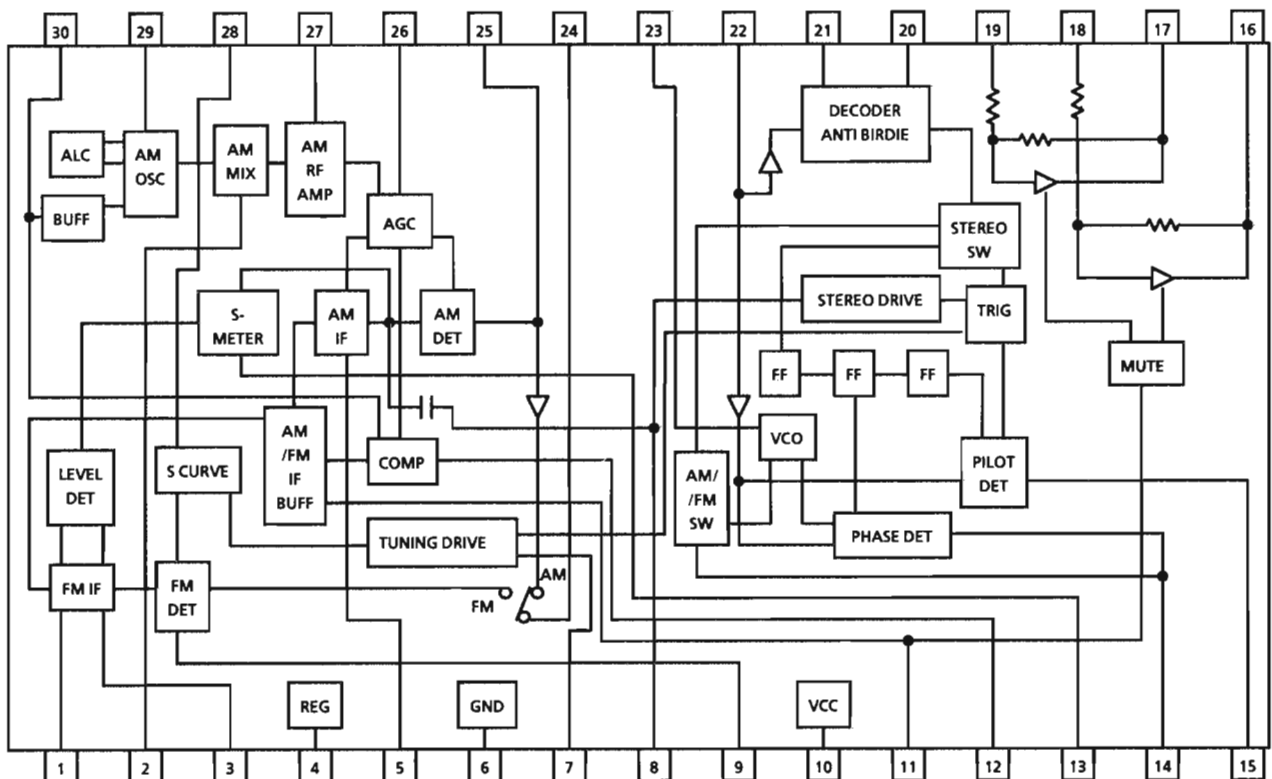 30 29 28 27 26 25 24 23 22 21 20 19 18 17 16
DECODER
ANTI BIRDIE
ALC
AM
OSC
AM
MIX
AM
RF
AMP
BUFF
AGC
STEREO
SW
S-
METER
AM
IF
AM
DET
STEREO DRIVE
TRIG
MUTE
FF
FF
FF
AM
/FM
IF
BUFF
VCO
LEVEL
DET
S CURVE
COMP
AM/
/FM
SW
PILOT
DET
TUNING DRIVE
PHASE DET
FM IF
FM
DET
AM
FM
REG
GND
VCC
1 2 3 4 5 6 7 8 9 10 11 12 13 14 15